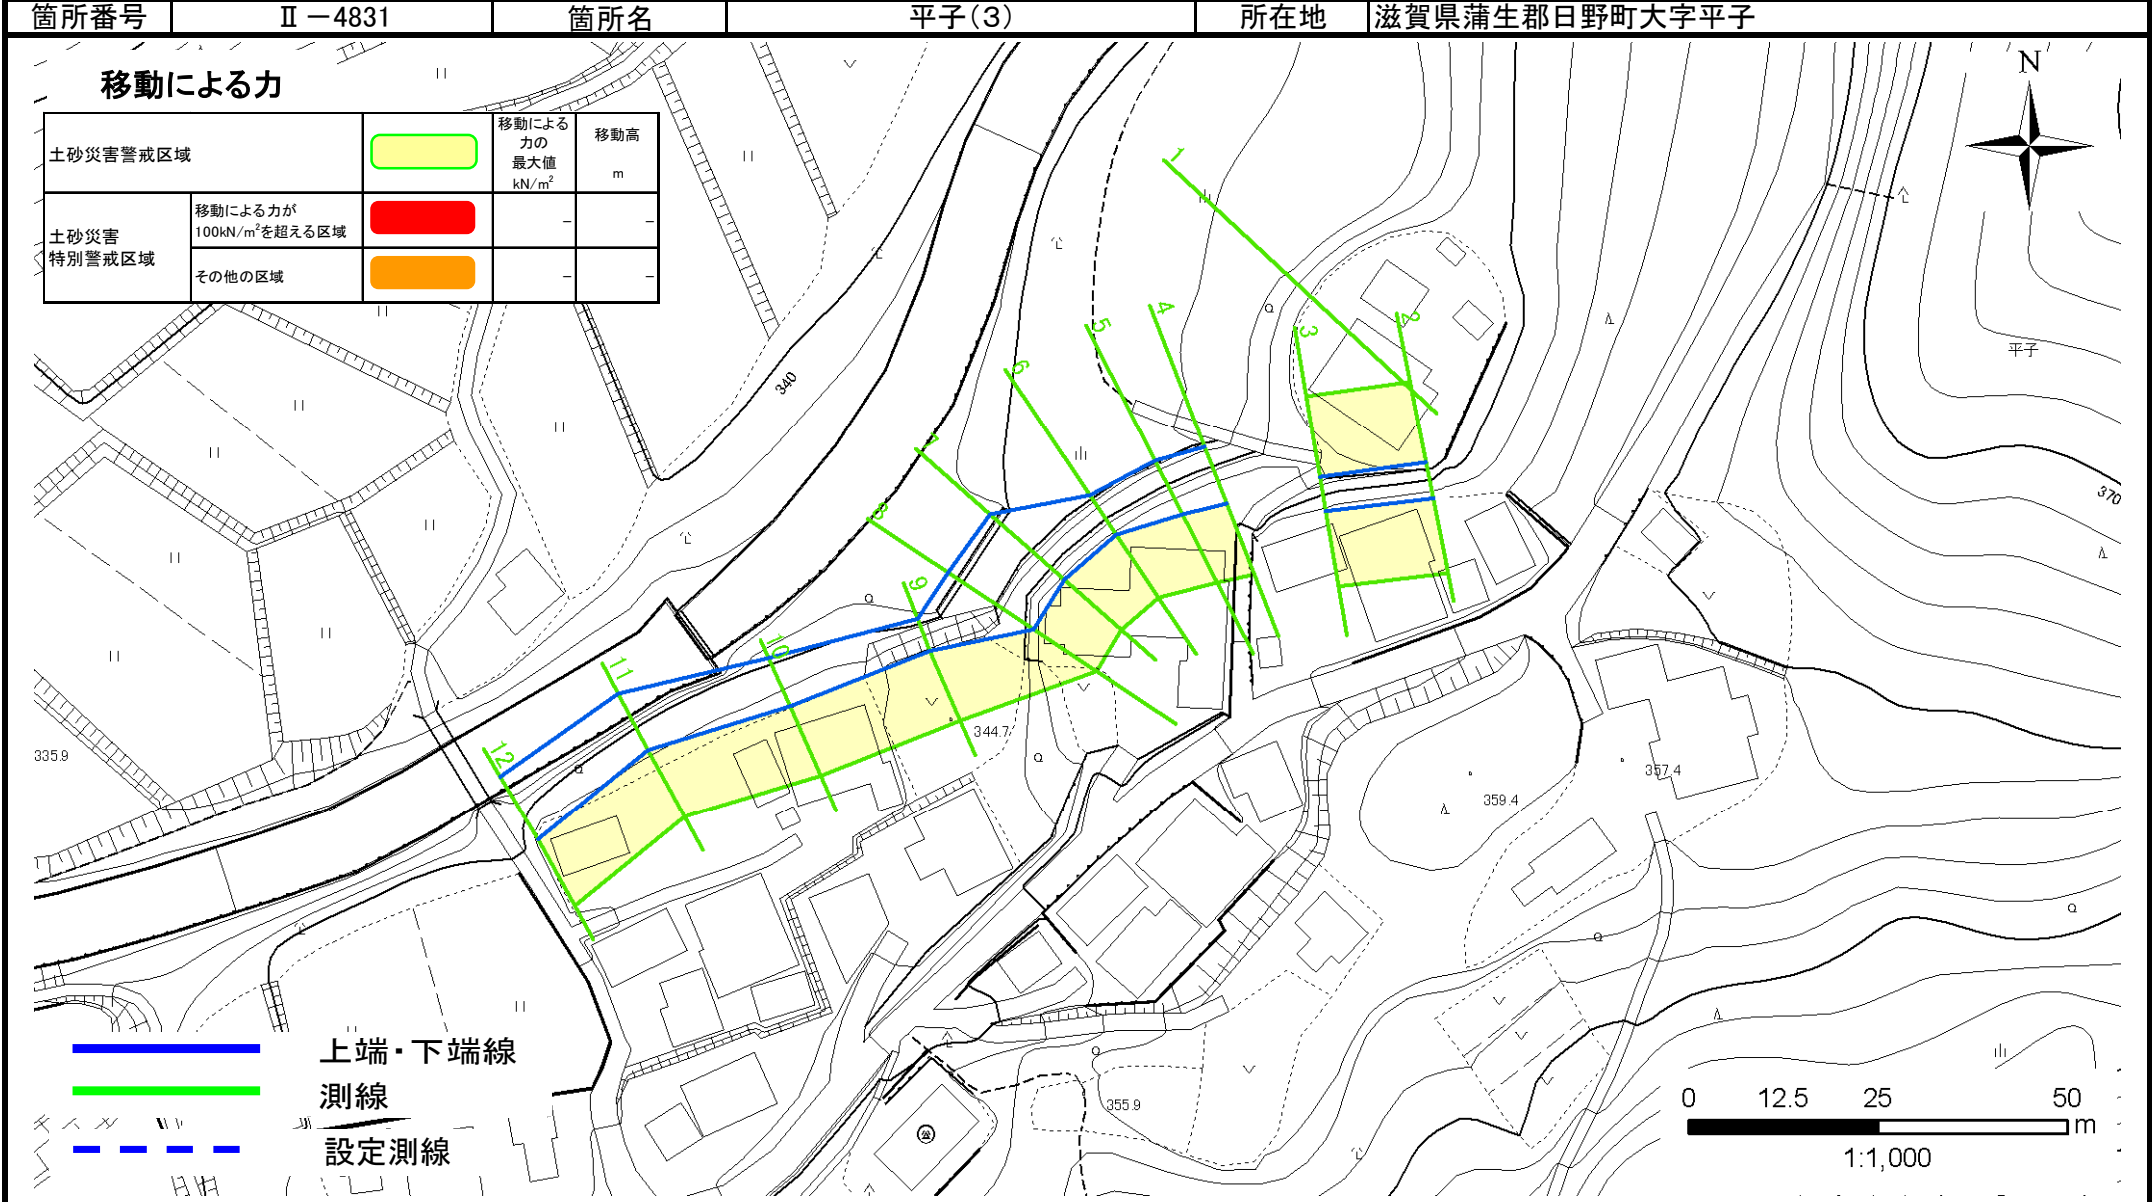 箇所番号 Ⅱ－4831 箇所名 平子(3) 所在地 滋賀県蒲生郡日野町大字平子
移動による力
土砂災害警戒区域
移動による
力の
最大値
kN/m²
移動高
m
土砂災害
特別警戒区域
移動による力が
100kN/m²を超える区域
－ －
その他の区域
－ －
N
1
2
3
4
5
6
7
8
9
10
11
12
340
平子
370
335.9
344.7
357.4
359.4
355.9
公
上端・下端線
測線
設定測線
0 12.5 25 50
m
1:1,000